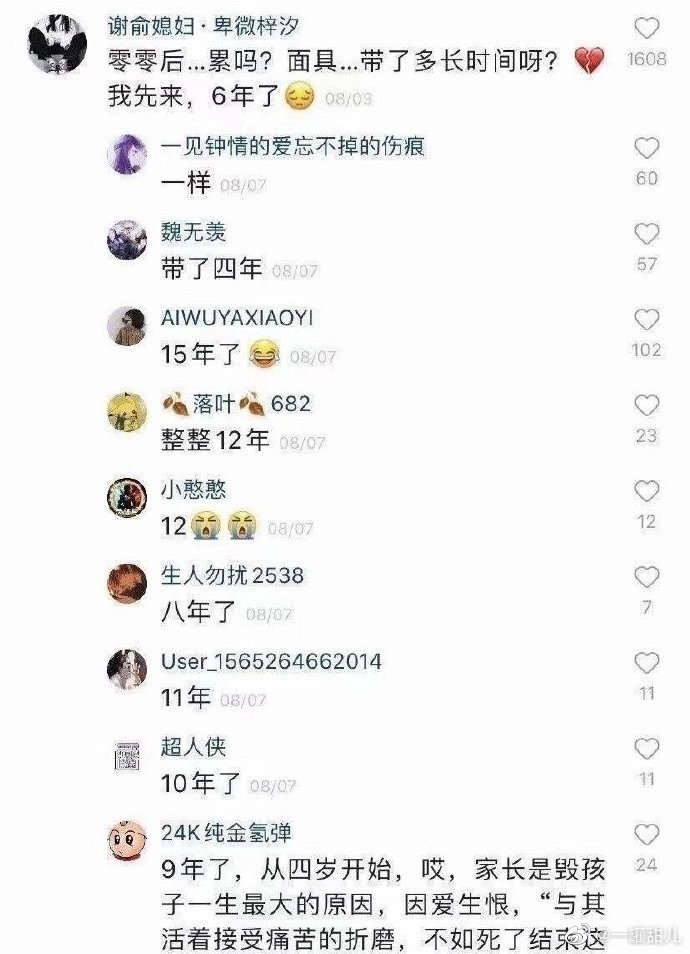 谢俞媳妇·卑微梓汐
零零后...累吗？面具...带了多长时间呀？💔
1608
我先来，6年了😔 08/03
一见钟情的爱忘不掉的伤痕
一样 08/07
60
魏无羡
带了四年 08/07
57
AIWUYAXIAOYI
15年了😂 08/07
102
🍂落叶🍂682
整整12年 08/07
23
小憨憨
12😭😭 08/07
12
生人勿扰2538
八年了 08/07
7
User_1565264662014
11年 08/07
11
超人侠
10年了 08/07
11
24K纯金氢弹
9年了，从四岁开始，哎，家长是毁孩
24
子一生最大的原因，因爱生恨，“与其
活着接受痛苦的折磨，不如死了结束这
@一罐甜儿